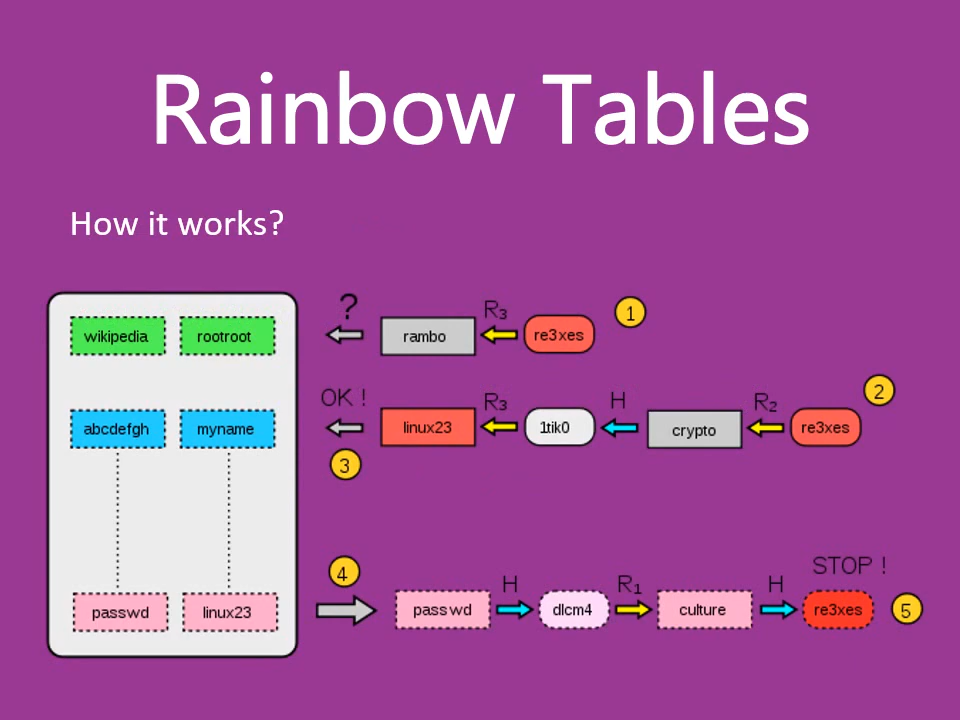 Rainbow Tables
How it works?
wikipedia rootroot ? rambo R₃ re3xes 1
abcdefgh myname OK ! linux23 R₃ 1tik0 H crypto R₂ re3xes 2
3
passwd linux23 4 passwd H dlcm4 R₁ culture H re3xes STOP ! 5